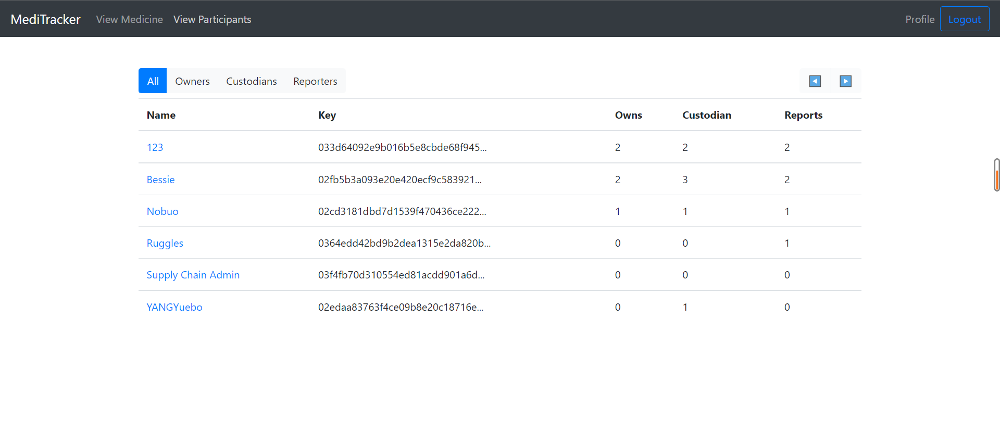 MediTracker View Medicine View Participants Profile Logout
All Owners Custodians Reporters
Name Key Owns Custodian Reports
123 033d64092e9b016b5e8cbde68f945... 2 2 2
Bessie 02fb5b3a093e20e420ecf9c583921... 2 3 2
Nobuo 02cd3181dbd7d1539f470436ce222... 1 1 1
Ruggles 0364edd42bd9b2dea1315e2da820b... 0 0 1
Supply Chain Admin 03f4fb70d310554ed81acdd901a6d... 0 0 0
YANGYuebo 02edaa83763f4ce09b8e20c18716e... 0 1 0